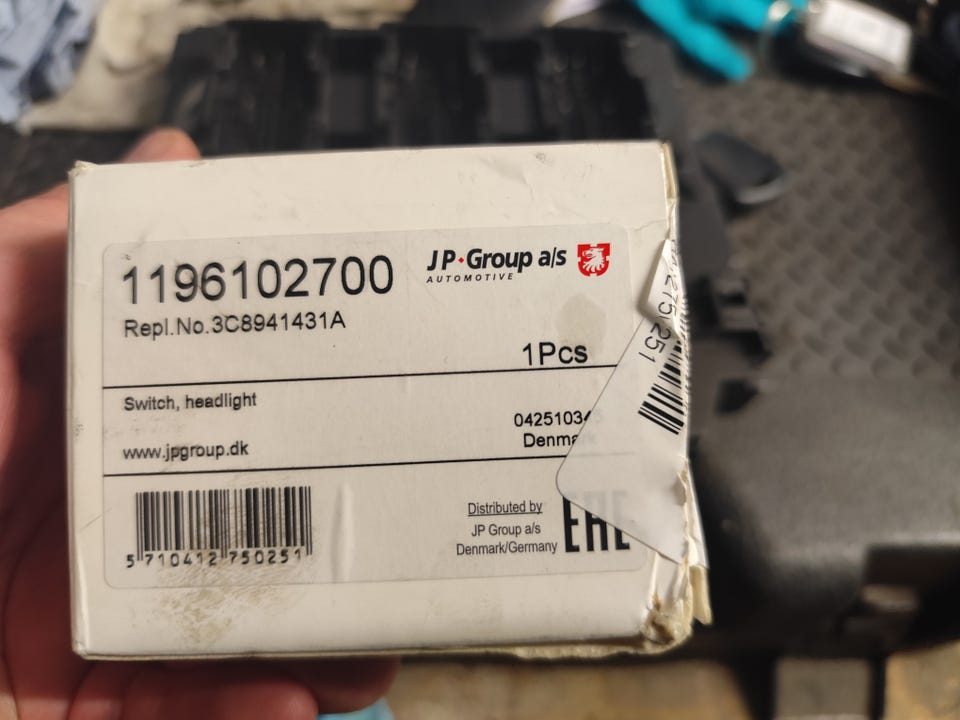 1196102700
JP Group a/s
AUTOMOTIVE
Repl.No.3C8941431A
1Pcs
Switch, headlight
www.jpgroup.dk
Distributed by
JP Group a/s
Denmark/Germany
EAC
5 710412 750251
251